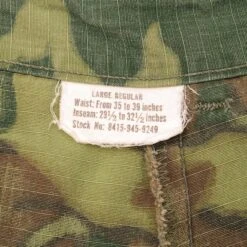 LARGE REGULAR
Waist: From 35 to 39 inches
Inseam: 29½ to 32½ inches
Stock No: 8415-945-9249